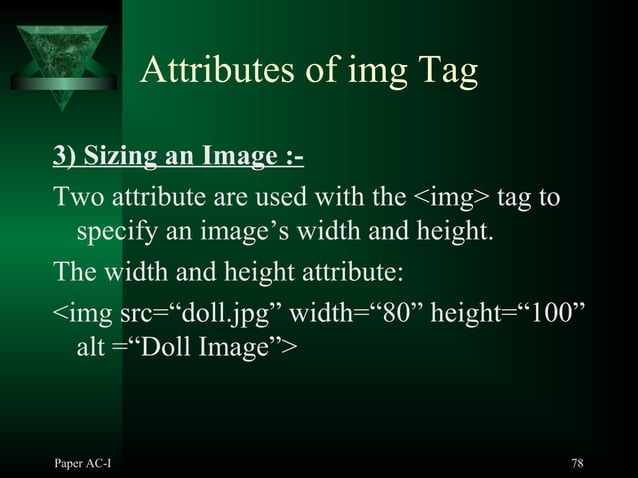 Attributes of img Tag
3) Sizing an Image :-
Two attribute are used with the <img> tag to
specify an image’s width and height.
The width and height attribute:
<img src=“doll.jpg” width=“80” height=“100”
alt =“Doll Image”>
Paper AC-I 78